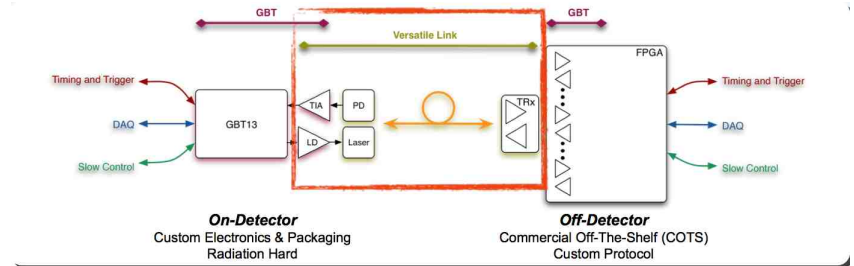 GBT
GBT
Versatile Link
FPGA
Timing and Trigger
TIA
PD
TRx
Timing and Trigger
DAQ
GBT13
DAQ
LD
Laser
Slow Control
Slow Control
On-Detector
Custom Electronics & Packaging
Radiation Hard
Off-Detector
Commercial Off-The-Shelf (COTS)
Custom Protocol